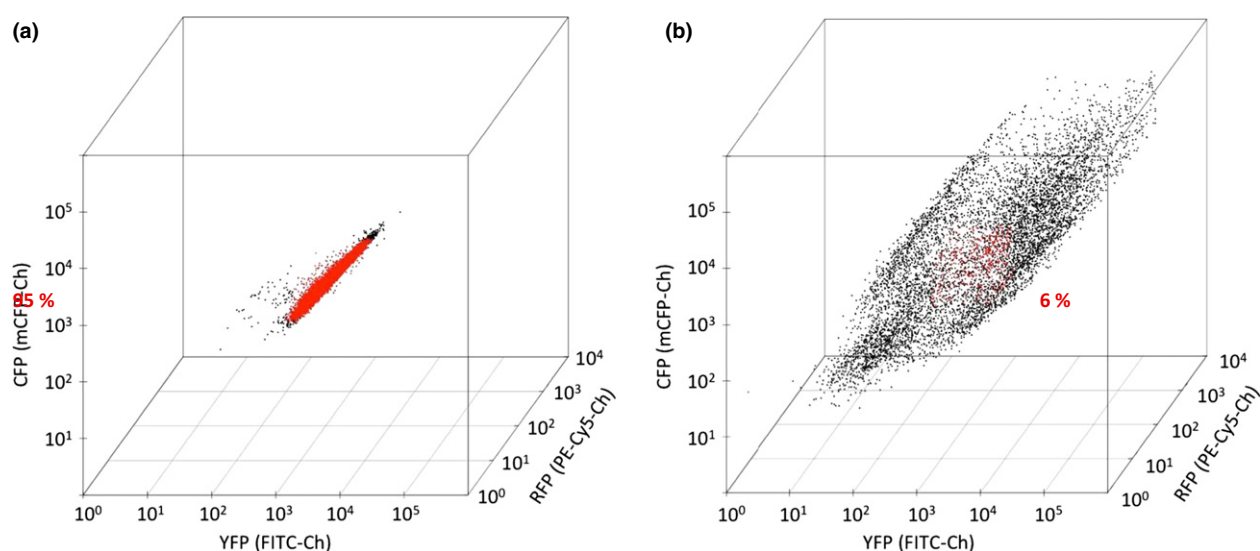 (a)
10⁵
10⁴
10³
10²
10¹
CFP (mCFP-Ch)
95 %
10⁰ 10¹ 10² 10³ 10⁴ 10⁵
YFP (FITC-Ch)
10⁰
10¹
10²
10³
10⁴
RFP (PE-Cy5-Ch)
(b)
10⁵
10⁴
10³
10²
10¹
CFP (mCFP-Ch)
6 %
10⁰ 10¹ 10² 10³ 10⁴ 10⁵
YFP (FITC-Ch)
10⁰
10¹
10²
10³
10⁴
RFP (PE-Cy5-Ch)